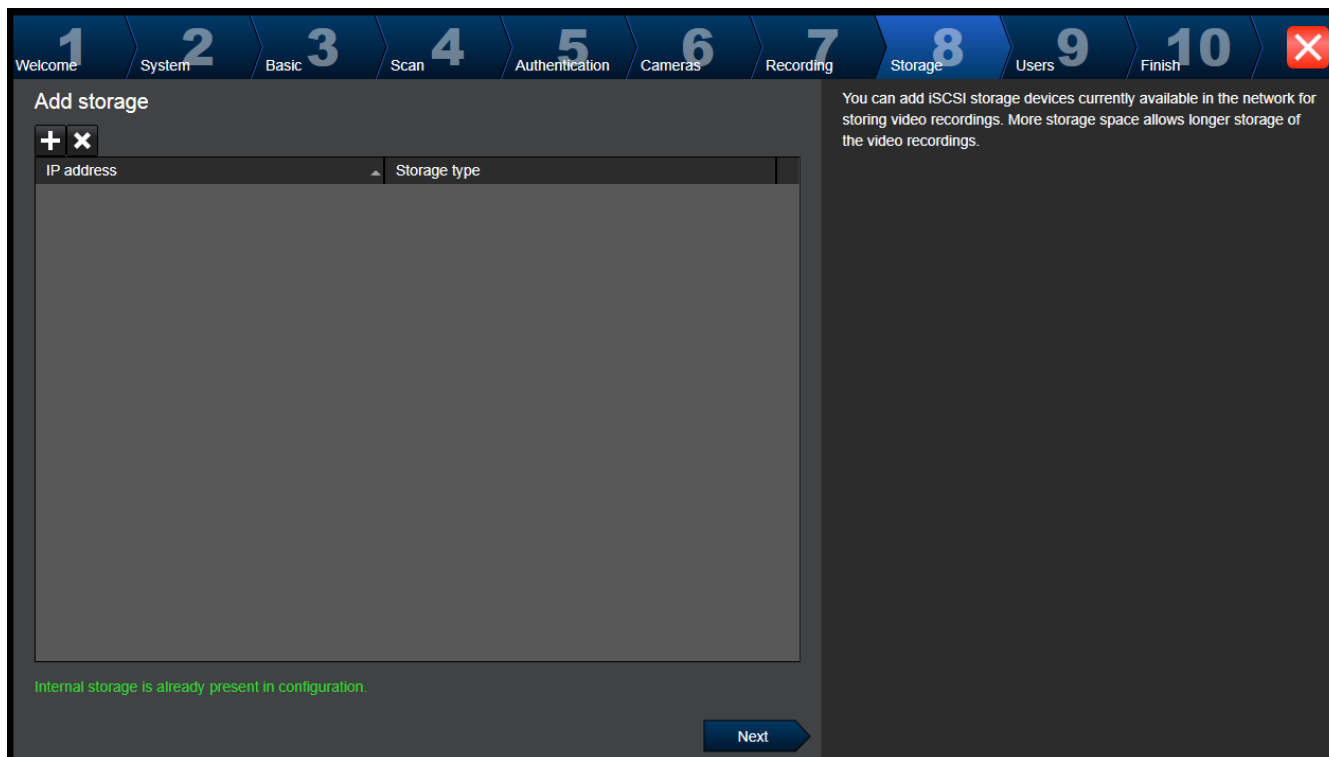 1 Welcome
2 System
3 Basic
4 Scan
5 Authentication
6 Cameras
7 Recording
8 Storage
9 Users
10 Finish
Add storage
IP address Storage type
Internal storage is already present in configuration.
Next
You can add iSCSI storage devices currently available in the network for
storing video recordings. More storage space allows longer storage of
the video recordings.